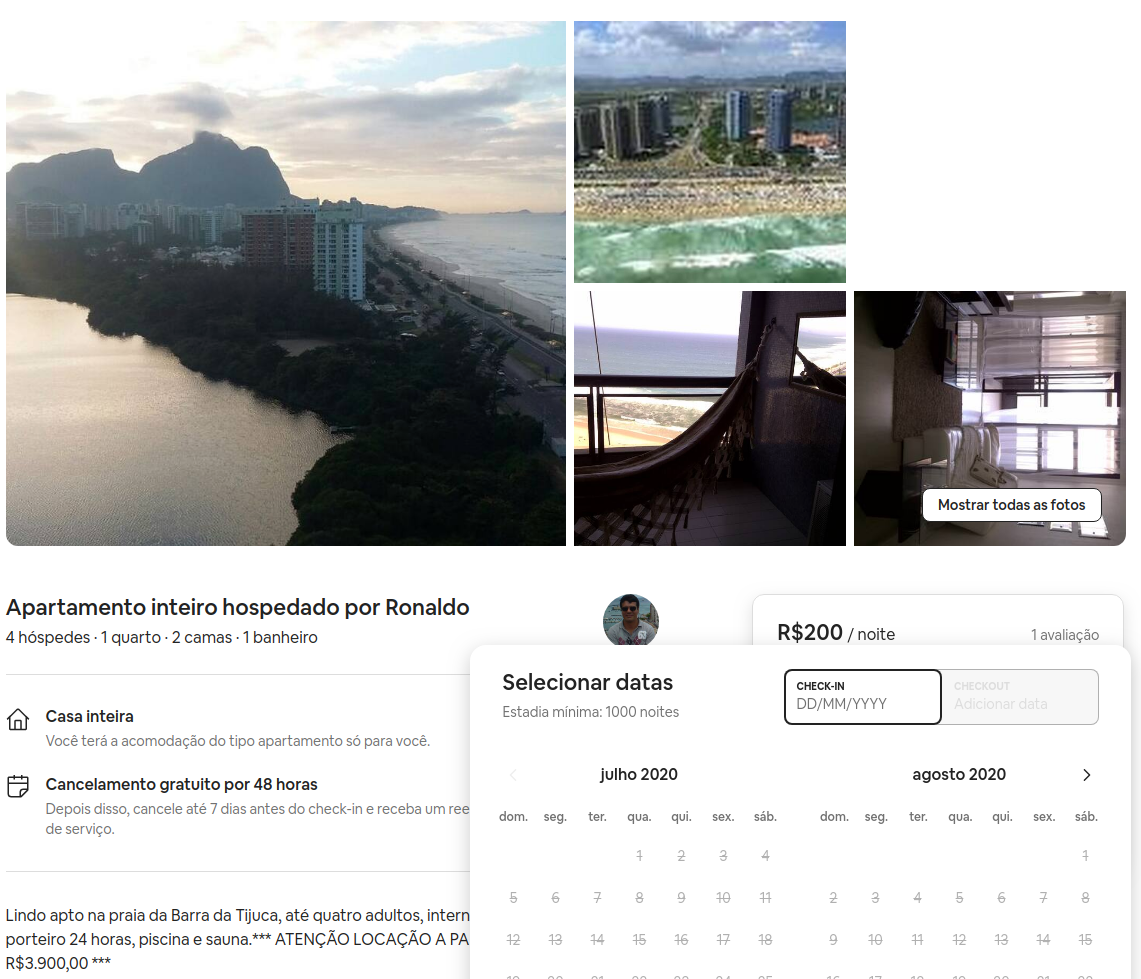 Mostrar todas as fotos
Apartamento inteiro hospedado por Ronaldo
4 hóspedes · 1 quarto · 2 camas · 1 banheiro
R$200 / noite
1 avaliação
Casa inteira
Você terá a acomodação do tipo apartamento só para você.
Cancelamento gratuito por 48 horas
Depois disso, cancele até 7 dias antes do check-in e receba um ree
de serviço.
Lindo apto na praia da Barra da Tijuca, até quatro adultos, intern
porteiro 24 horas, piscina e sauna.*** ATENÇÃO LOCAÇÃO A PA
R$3.900,00 ***
Selecionar datas
Estadia mínima: 1000 noites
CHECK-IN
DD/MM/YYYY
CHECKOUT
Adicionar data
julho 2020
dom. seg. ter. qua. qui. sex. sáb.
1 2 3 4
5 6 7 8 9 10 11
12 13 14 15 16 17 18
agosto 2020
dom. seg. ter. qua. qui. sex. sáb.
1
2 3 4 5 6 7 8
9 10 11 12 13 14 15